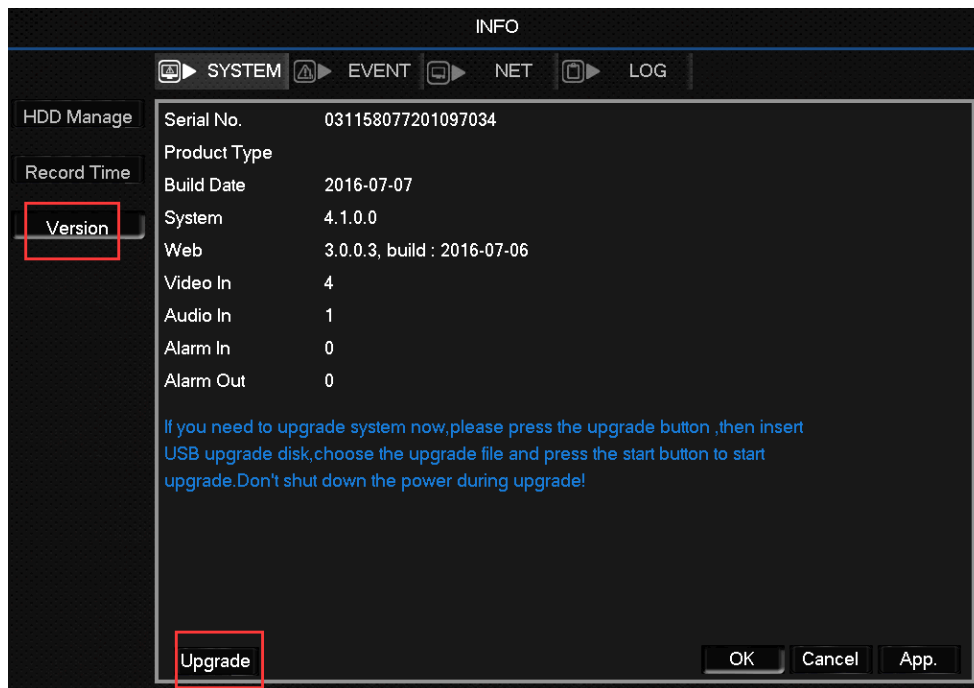 INFO
SYSTEM EVENT NET LOG
HDD Manage
Record Time
Version
Serial No. 031158077201097034
Product Type
Build Date 2016-07-07
System 4.1.0.0
Web 3.0.0.3, build : 2016-07-06
Video In 4
Audio In 1
Alarm In 0
Alarm Out 0
If you need to upgrade system now,please press the upgrade button ,then insert
USB upgrade disk,choose the upgrade file and press the start button to start
upgrade.Don't shut down the power during upgrade!
Upgrade OK Cancel App.